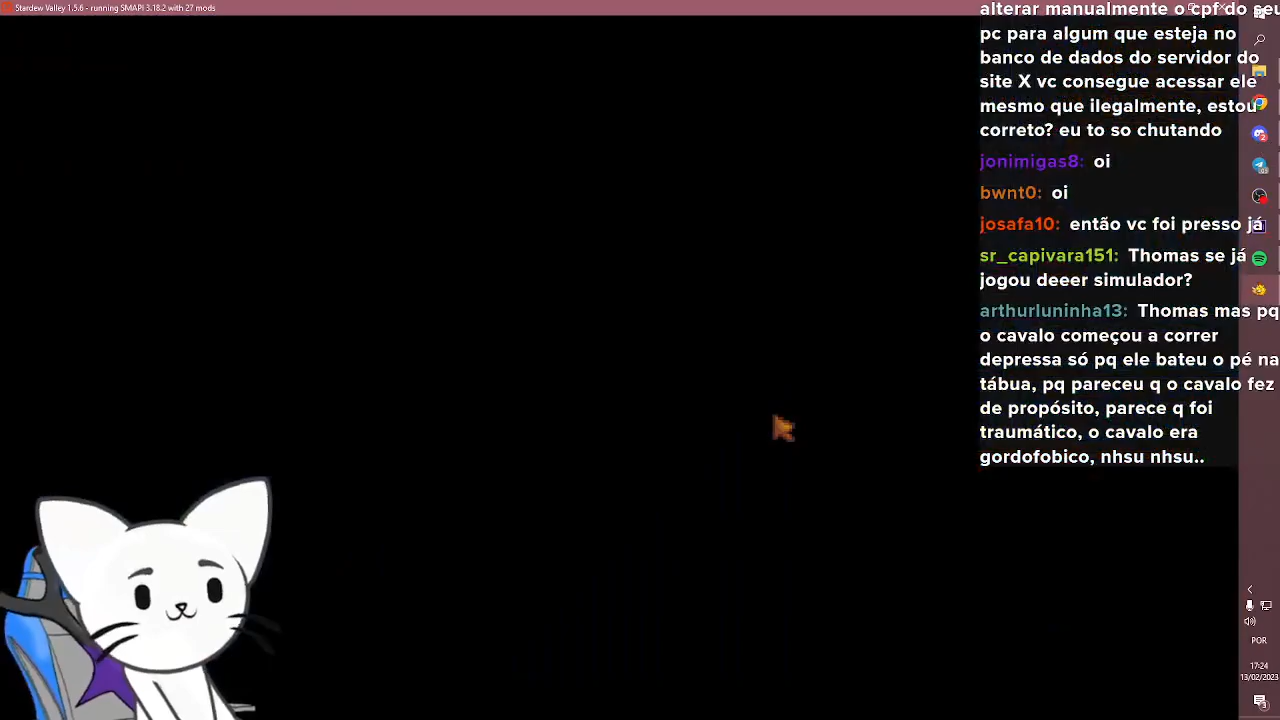 Stardew Valley 1.5.6 - running SMAPI 3.18.2 with 27 mods
alterar manualmente o cpf do seu
pc para algum que esteja no
banco de dados do servidor do
site X vc consegue acessar ele
mesmo que ilegalmente, estou
correto? eu to so chutando
jonimigas8: oi
bwnt0: oi
josafa10: então vc foi presso já
sr_capivara151: Thomas se já
jogou deeer simulador?
arthurluninha13: Thomas mas pq
o cavalo começou a correr
depressa só pq ele bateu o pé na
tábua, pq pareceu q o cavalo fez
de propósito, parece q foi
traumático, o cavalo era
gordofobico, nhsu nhsu..
POR
17:24
13/02/2023